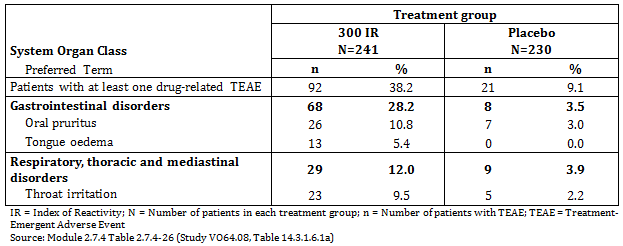 Treatment group
System Organ Class
Preferred Term
300 IR
N=241
Placebo
N=230
n % n %
Patients with at least one drug-related TEAE 92 38.2 21 9.1
Gastrointestinal disorders 68 28.2 8 3.5
Oral pruritus 26 10.8 7 3.0
Tongue oedema 13 5.4 0 0.0
Respiratory, thoracic and mediastinal
disorders 29 12.0 9 3.9
Throat irritation 23 9.5 5 2.2
IR = Index of Reactivity; N = Number of patients in each treatment group; n = Number of patients with TEAE; TEAE = Treatment-
Emergent Adverse Event
Source: Module 2.7.4 Table 2.7.4-26 (Study VO64.08, Table 14.3.1.6.1a)